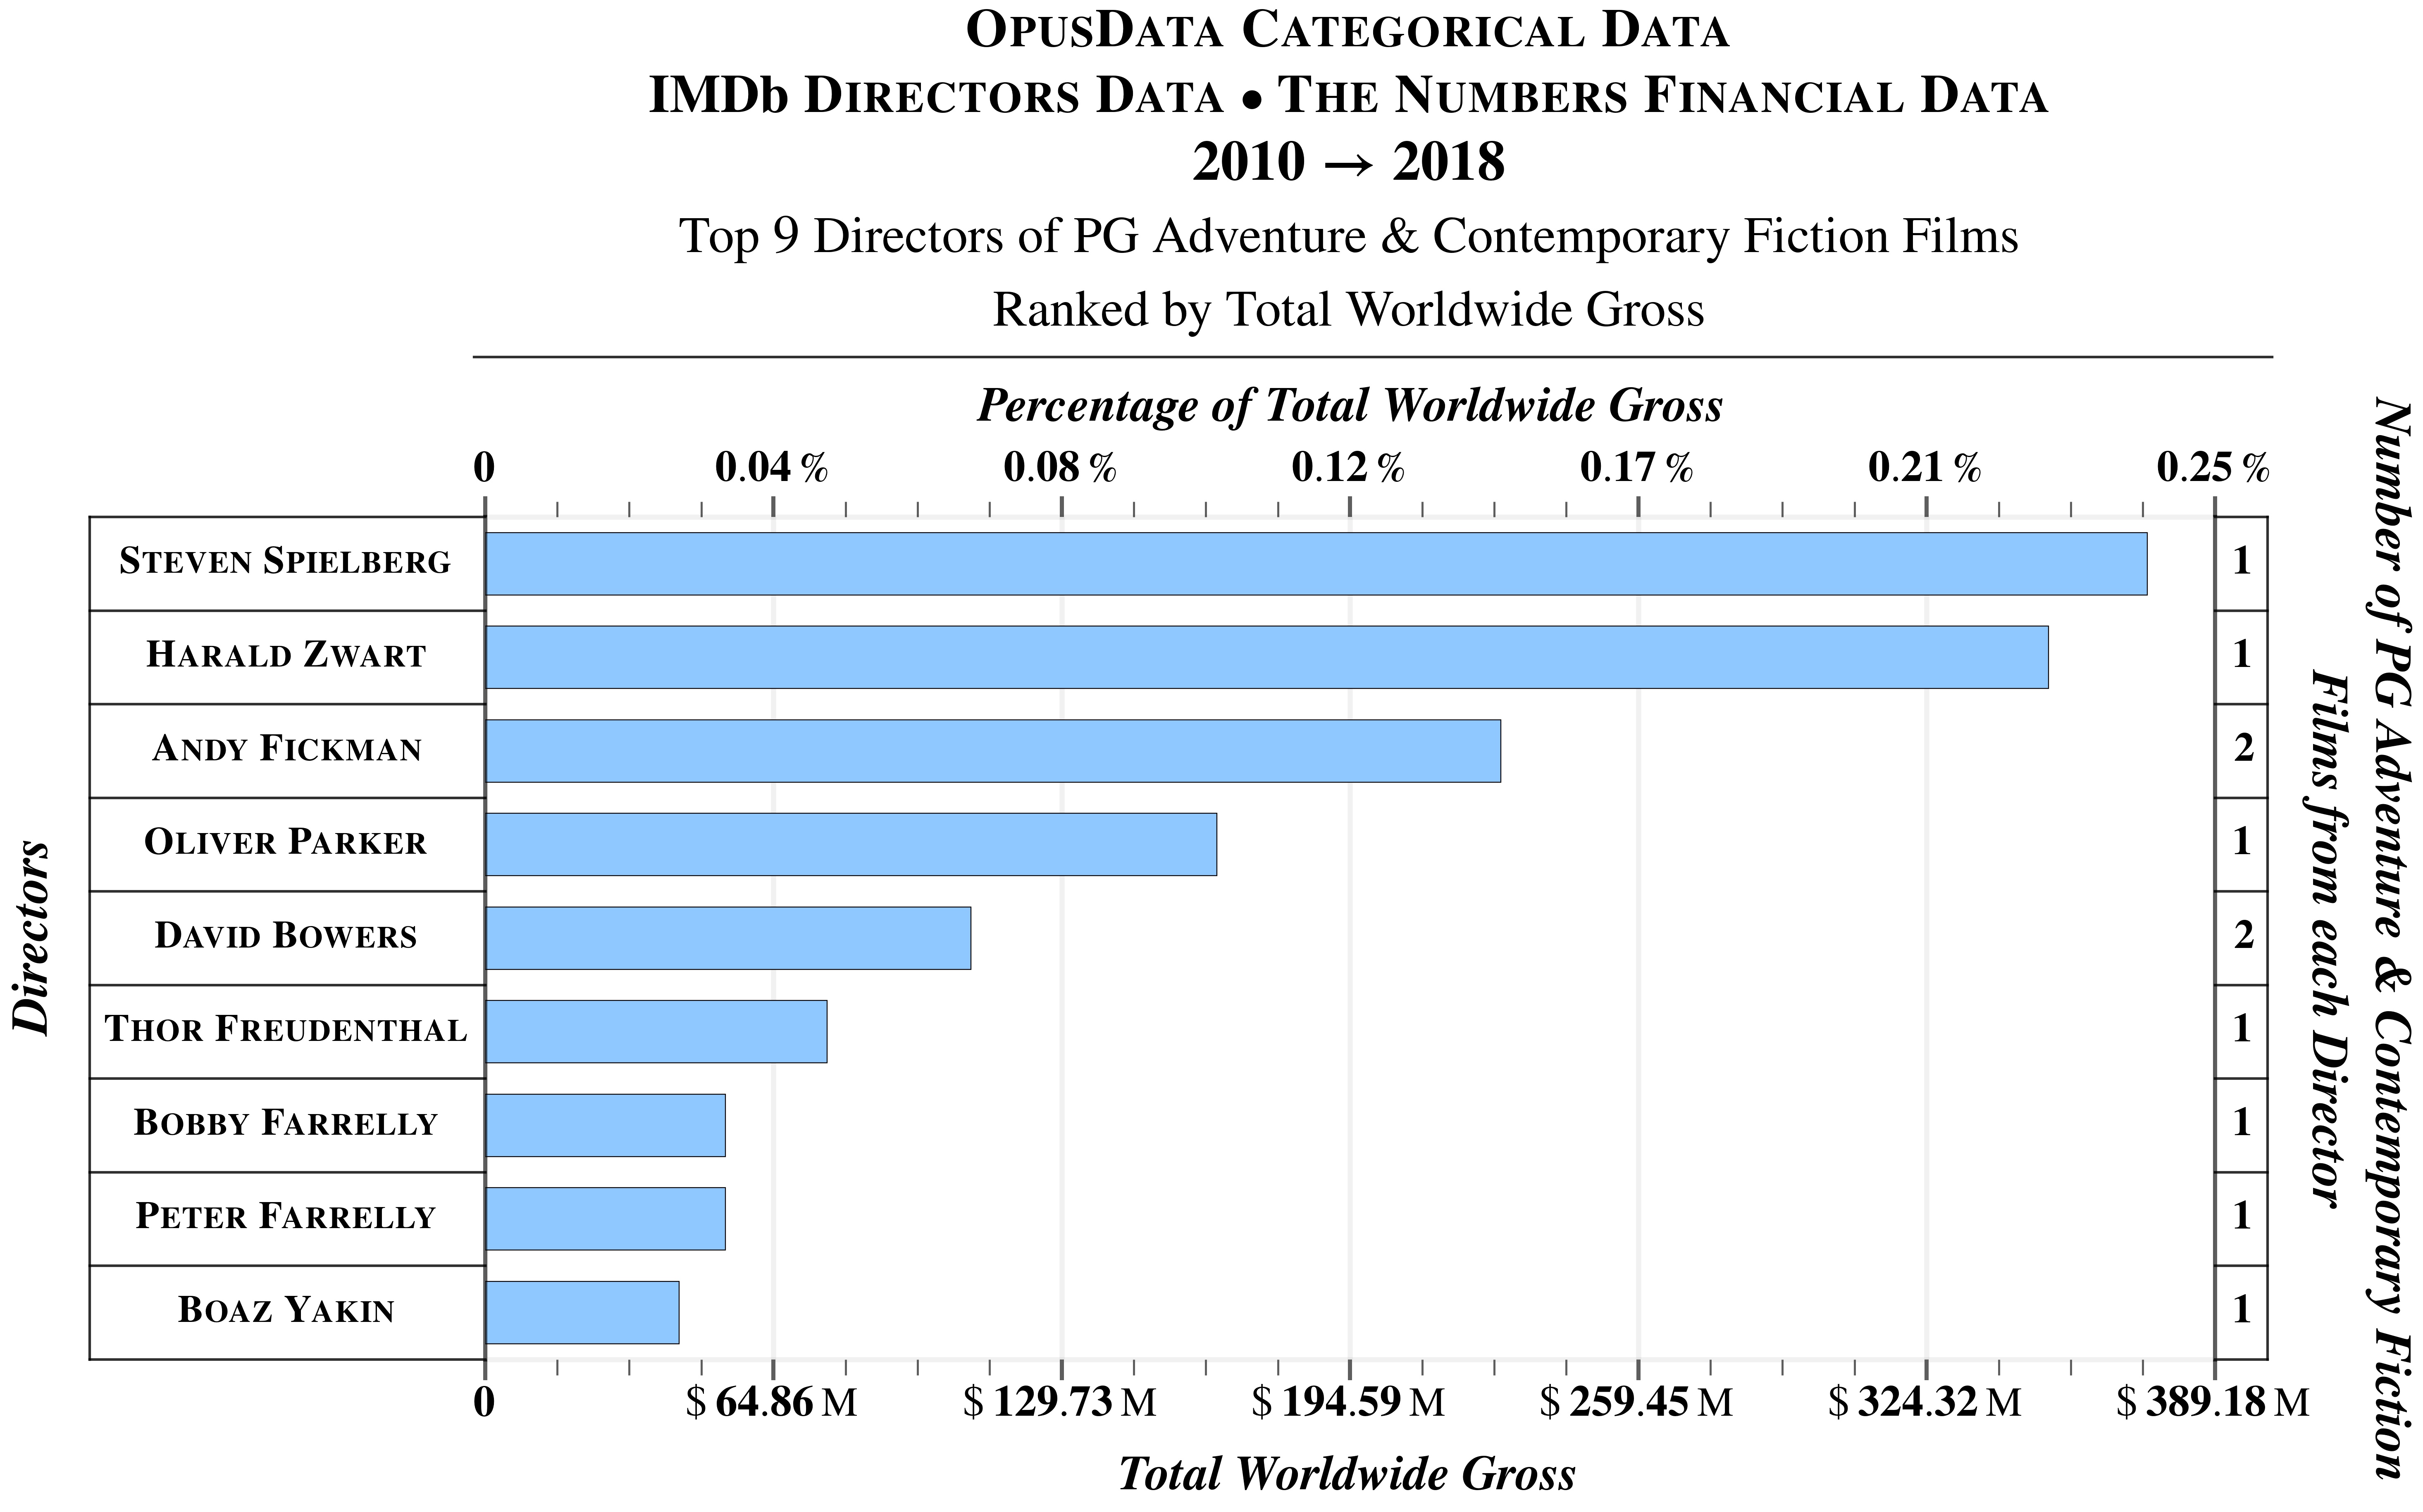 OPUSDATA CATEGORICAL DATA
IMDb DIRECTORS DATA • THE NUMBERS FINANCIAL DATA
2010 → 2018
Top 9 Directors of PG Adventure & Contemporary Fiction Films
Ranked by Total Worldwide Gross
Percentage of Total Worldwide Gross
0 0.04 % 0.08 % 0.12 % 0.17 % 0.21 % 0.25 %
Directors
STEVEN SPIELBERG 1
HARALD ZWART 1
ANDY FICKMAN 2
OLIVER PARKER 1
DAVID BOWERS 2
THOR FREUDENTHAL 1
BOBBY FARRELLY 1
PETER FARRELLY 1
BOAZ YAKIN 1
Number of PG Adventure & Contemporary Fiction
Films from each Director
0 $ 64.86 M $ 129.73 M $ 194.59 M $ 259.45 M $ 324.32 M $ 389.18 M
Total Worldwide Gross